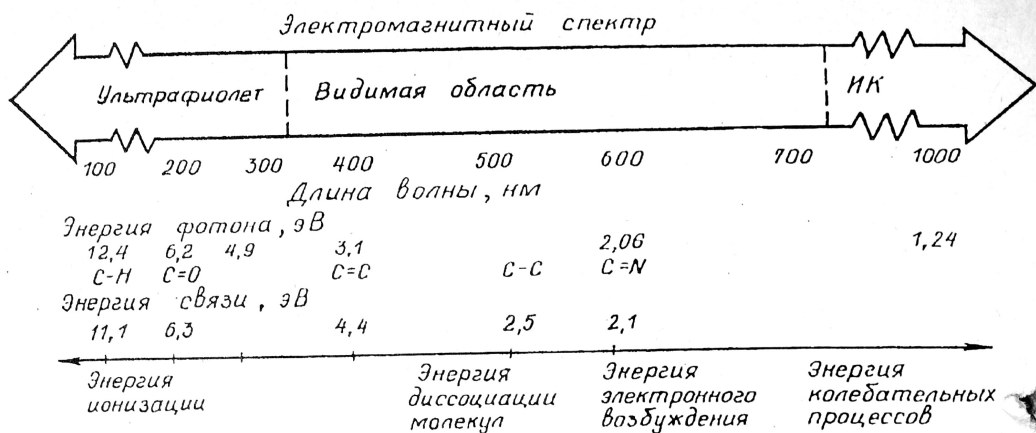 Электромагнитный спектр
Ультрафиолет Видимая область ИК
100 200 300 400 500 600 700 1000
Длина волны, нм
Энергия фотона, эВ
12,4 6,2 4,9 3,1 2,06 1,24
С-Н С=О С=С С-С С=N
Энергия связи, эВ
11,1 6,3 4,4 2,5 2,1
Энергия Энергия Энергия Энергия
ионизации диссоциации электронного колебательных
молекул возбуждения процессов